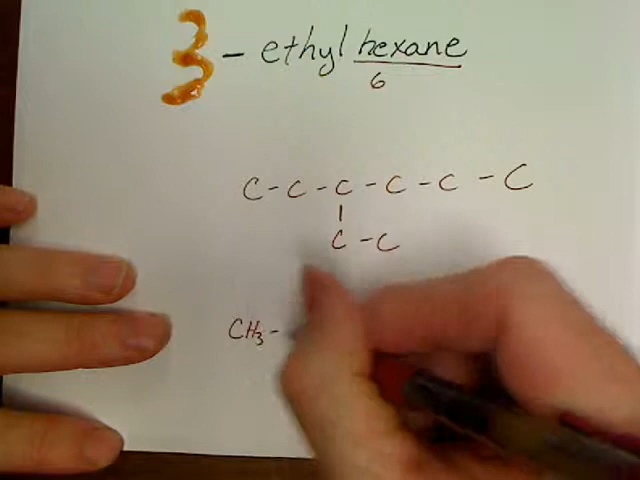 3 - ethyl hexane
6
C - C - C - C - C - C
|
C - C
CH3 -